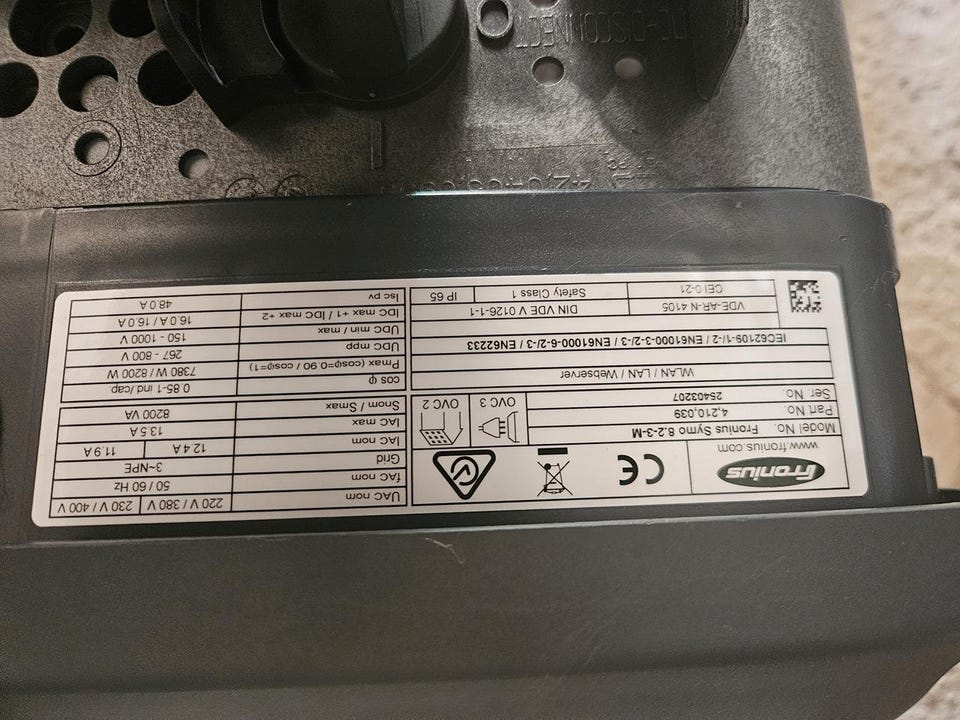 Fronius
www.fronius.com
Model No. Fronius Symo 8.2-3-M
Part No. 4,210,039
Ser. No. 25403207
CE
OVC 3
OVC 2
WLAN / LAN / Webserver
IEC62109-1-/2-/ EN61000-3-2/-3 / EN61000-6-2/-3 / EN62233
VDE-AR-N 4105
DIN VDE V 0126-1-1
CEI 0-21
Safety Class 1
IP 65
UAC nom 220 V / 380 V 230 V / 400 V
fAC nom 50 / 60 Hz
Grid 3~NPE
IAC nom 12.4 A 11.9 A
IAC max 13.5 A
Snom / Smax 8200 VA
cos φ 0.85-1 ind./cap.
Pmax (cosφ=0.90 / cosφ=1) 7380 W / 8200 W
UDC mpp 267 - 800 V
UDC min / max 150 - 1000 V
IDC max +1 / IDC max +2 16.0 A / 16.0 A
Isc pv 48.0 A
DC-DISCONNECT